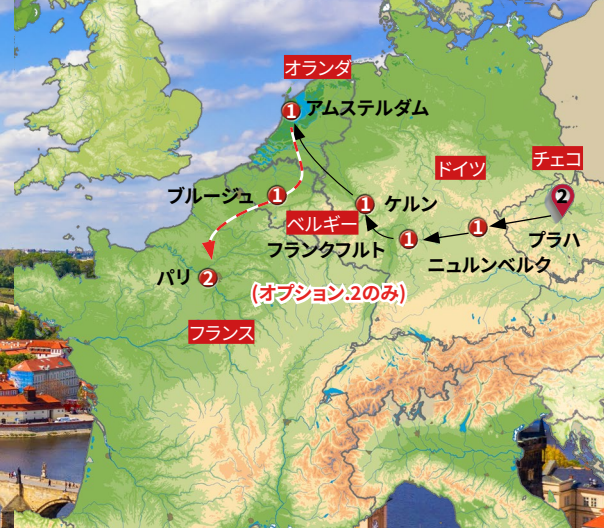 オランダ
1 アムステルダム
チェコ
ドイツ
2
ブルージュ 1
1 ケルン
ベルギー
1
プラハ
フランクフルト 1
ニュルンベルク
パリ 2
(オプション.2のみ)
フランス